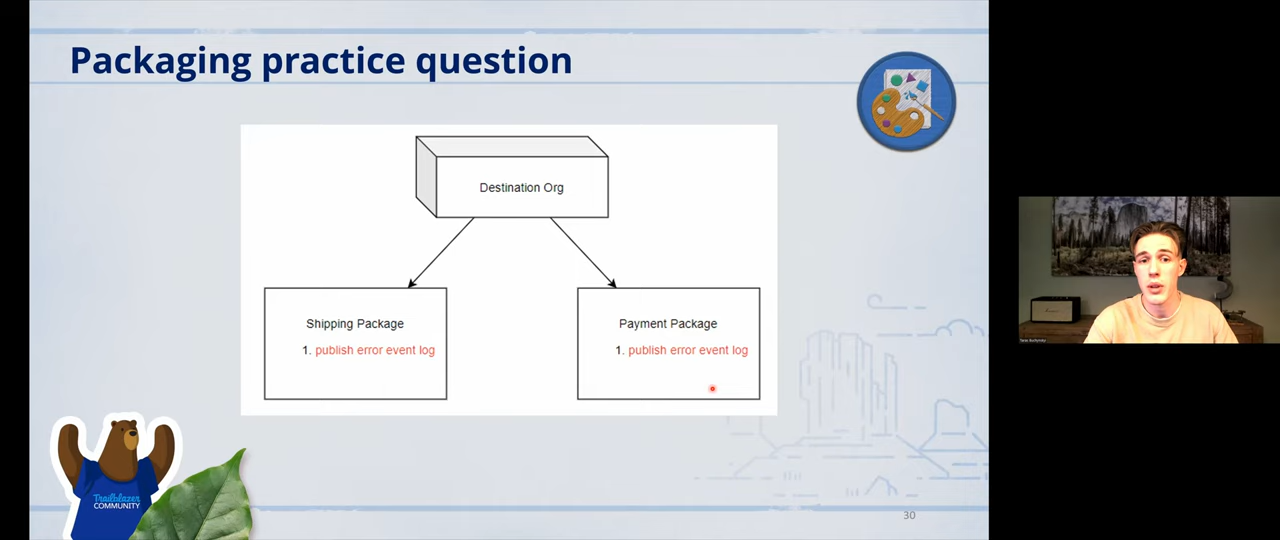 Packaging practice question
Destination Org
Shipping Package
1. publish error event log
Payment Package
1. publish error event log
Trailblazer
COMMUNITY
30